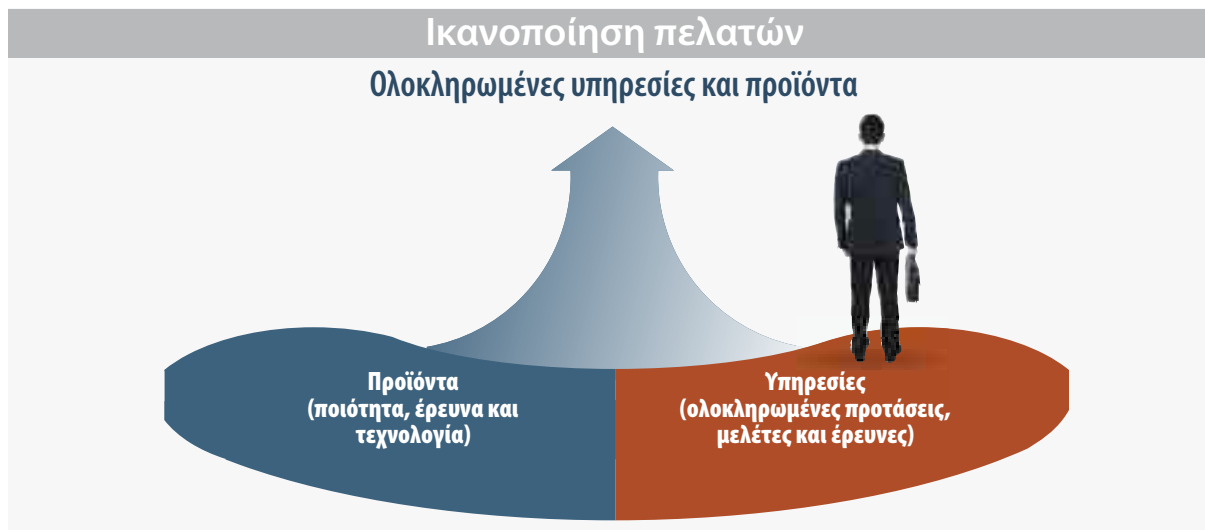 Ικανοποίηση πελατών
Ολοκληρωμένες υπηρεσίες και προϊόντα
Προϊόντα
(ποιότητα, έρευνα και
τεχνολογία)
Υπηρεσίες
(ολοκληρωμένες προτάσεις,
μελέτες και έρευνες)